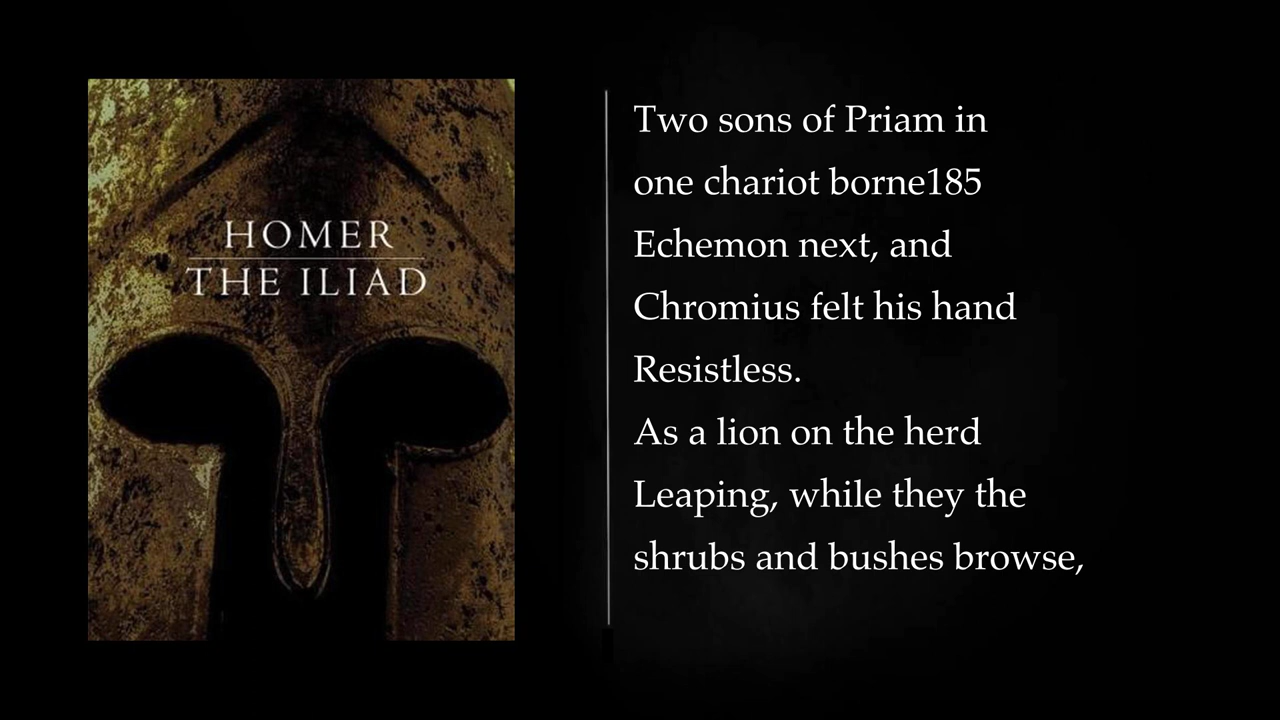 HOMER
THE ILIAD
Two sons of Priam in
one chariot borne185
Echemon next, and
Chromius felt his hand
Resistless.
As a lion on the herd
Leaping, while they the
shrubs and bushes browse,